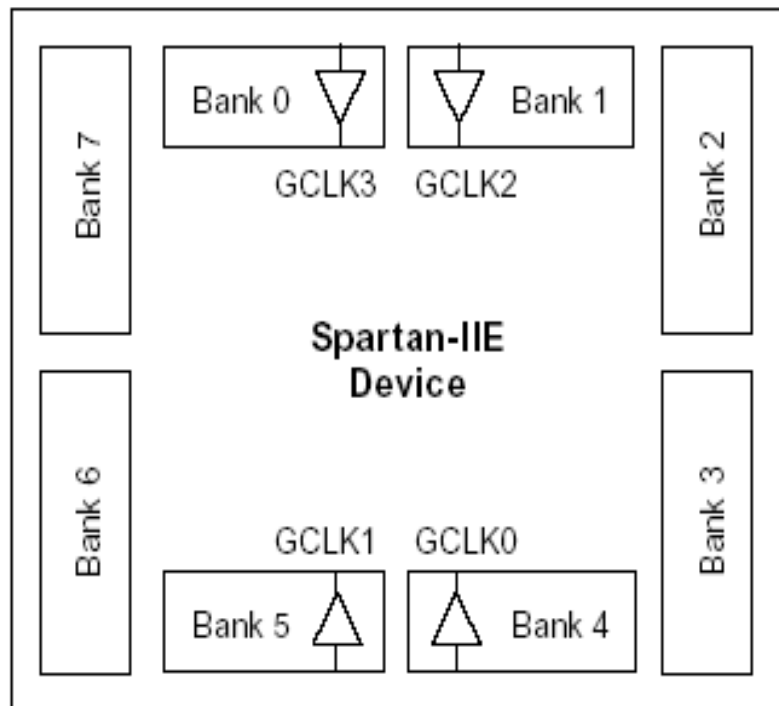 Bank 0
Bank 1
GCLK3
GCLK2
Bank 7
Bank 2
Spartan-IIE
Device
Bank 6
Bank 3
GCLK1
GCLK0
Bank 5
Bank 4